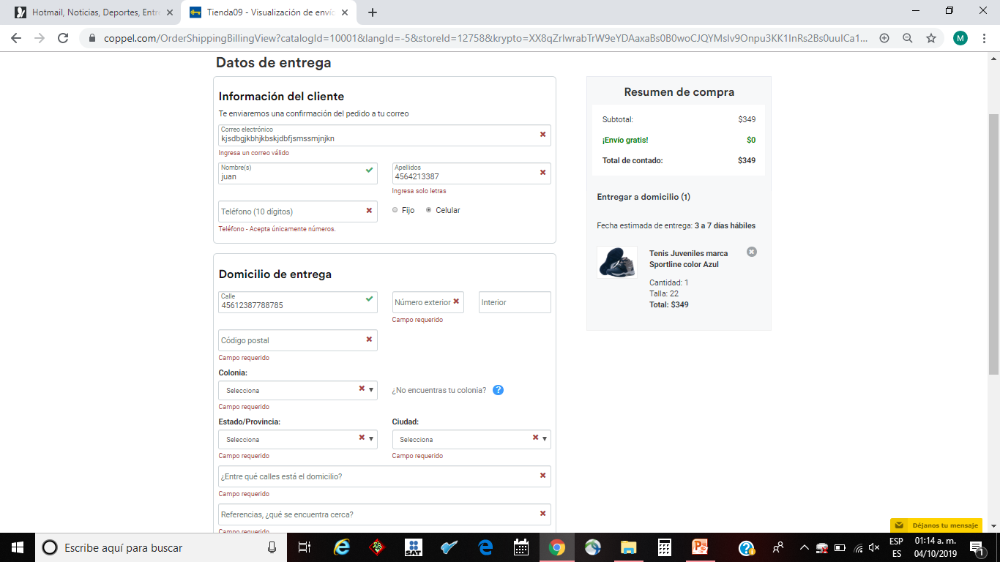 Hotmail, Noticias, Deportes, Entre
Tienda09 - Visualización de envíc
coppel.com/OrderShippingBillingView?catalogId=10001&langId=-5&storeId=12758&krypto=XX8qZrlwrabTrW9eYDAaxaBs0B0woCJQYMslv9Onpu3KK1InRs2Bs0uuICa1...
M
Datos de entrega
Información del cliente
Te enviaremos una confirmación del pedido a tu correo
Correo electrónico
kjsdbgjkbhjkbskjdbfjsmssmjnjkn
Ingresa un correo válido
Nombre(s)
juan
Apellidos
4564213387
Ingresa solo letras
Teléfono (10 dígitos)
Fijo
Celular
Teléfono - Acepta únicamente números.
Domicilio de entrega
Calle
45612387788785
Número exterior
Interior
Campo requerido
Código postal
Campo requerido
Colonia:
Selecciona
¿No encuentras tu colonia?
?
Campo requerido
Estado/Provincia:
Ciudad:
Selecciona
Selecciona
Campo requerido
Campo requerido
¿Entre qué calles está el domicilio?
Campo requerido
Referencias, ¿qué se encuentra cerca?
Campo requerido
Resumen de compra
Subtotal: $349
¡Envío gratis! $0
Total de contado: $349
Entregar a domicilio (1)
Fecha estimada de entrega: 3 a 7 días hábiles
Tenis Juveniles marca
Sportline color Azul
Cantidad: 1
Talla: 22
Total: $349
Déjanos tu mensaje
Escribe aquí para buscar
SAT
ESP
ES
01:14 a. m.
04/10/2019
1